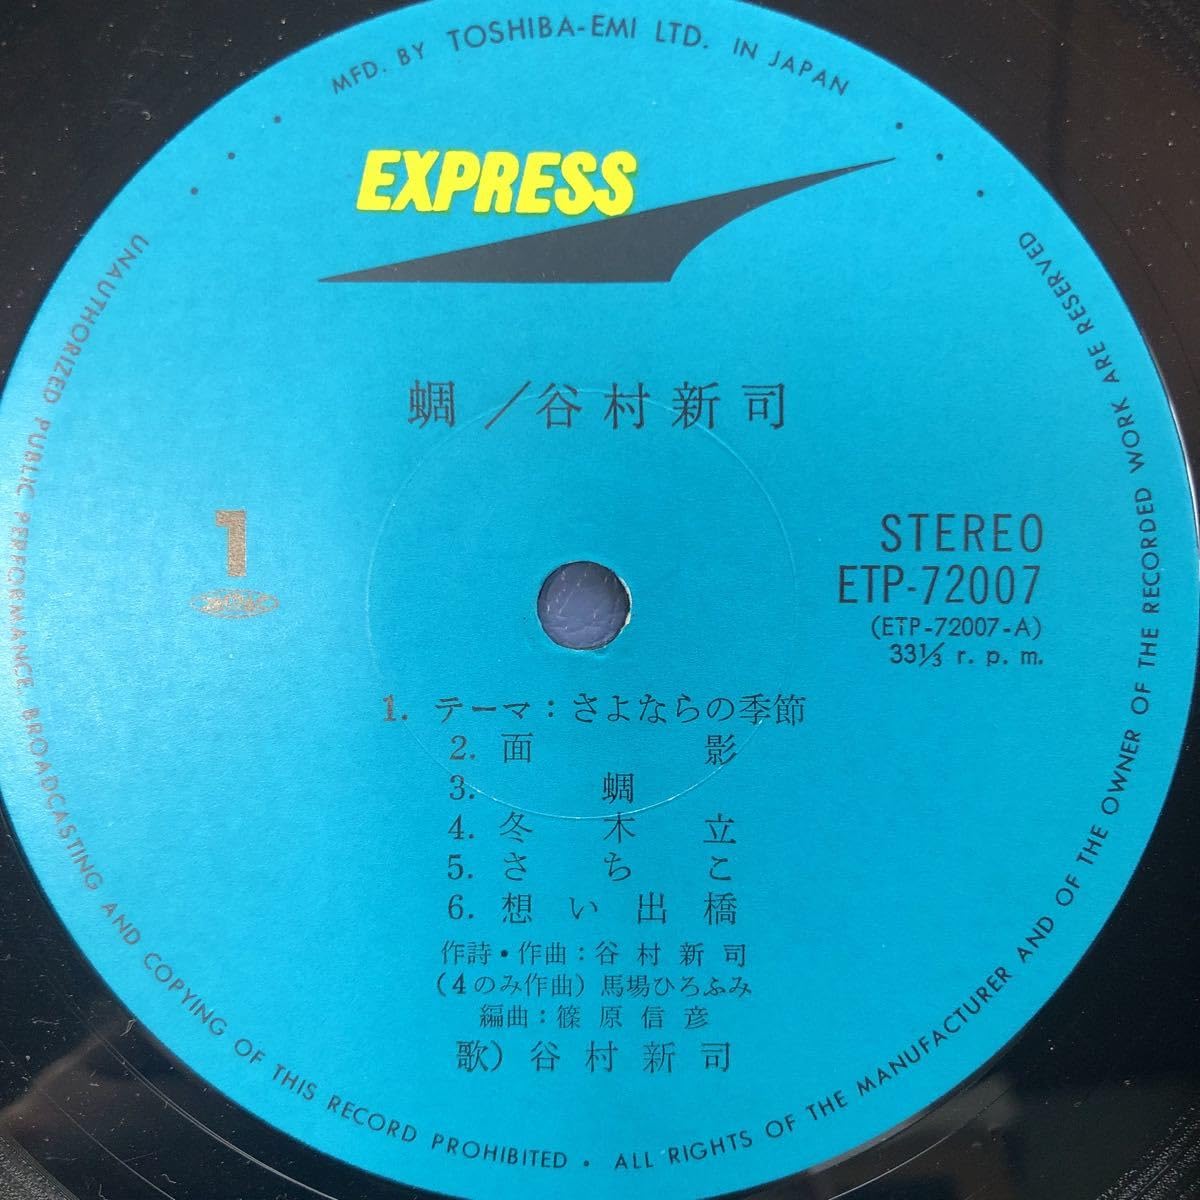 MFD. BY TOSHIBA-EMI LTD. IN JAPAN
EXPRESS
蜩／谷村新司
1
STEREO
ETP-72007
(ETP-72007-A)
33⅓ r. p. m.
1. テーマ：さよならの季節
2. 面影
3. 蜩
4. 冬木立
5. さちこ
6. 想い出橋
作詩・作曲：谷村新司
(4のみ作曲) 馬場ひろふみ
編曲：篠原信彦
歌) 谷村新司
UNAUTHORIZED PUBLIC PERFORMANCE, BROADCASTING AND COPYING OF THIS RECORD PROHIBITED • ALL RIGHTS OF THE MANUFACTURER AND OF THE OWNER OF THE RECORDED WORK ARE RESERVED